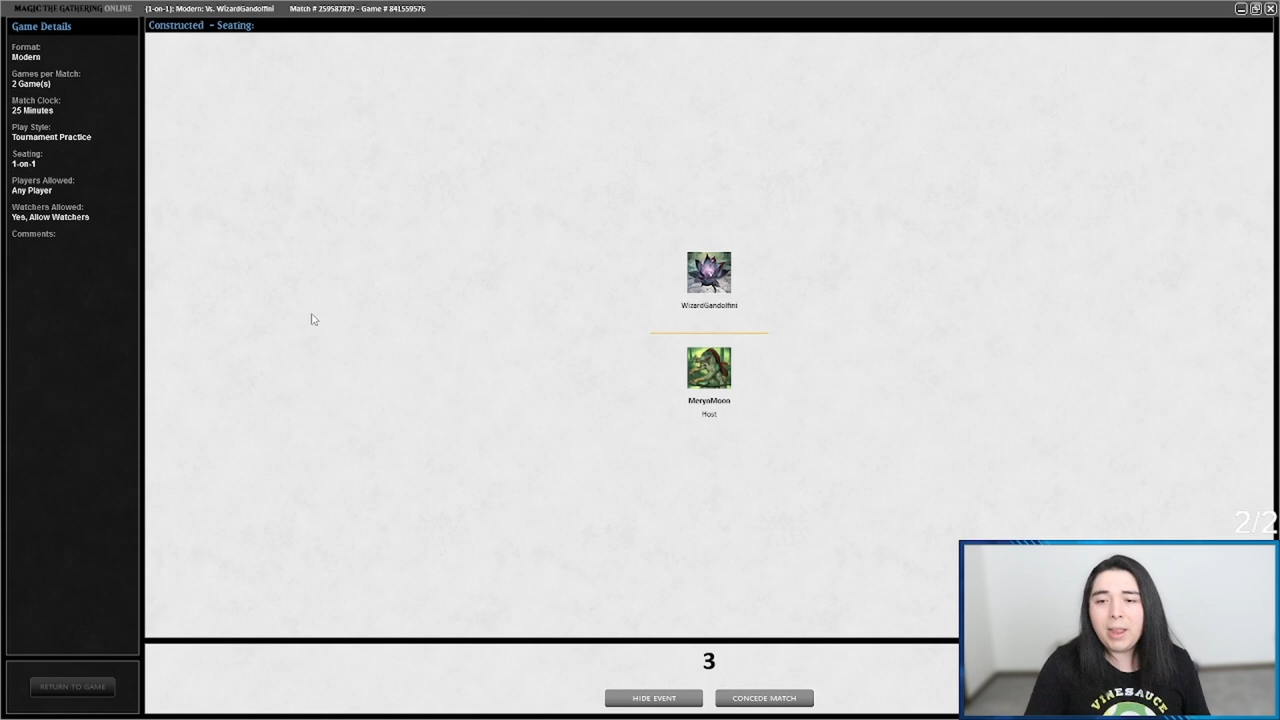 MAGIC THE GATHERING ONLINE
(1-on-1): Modern: Vs. WizardGandolfini
Match # 259587879 - Game # 841559576
Game Details
Format:
Modern
Games per Match:
2 Game(s)
Match Clock:
25 Minutes
Play Style:
Tournament Practice
Seating:
1-on-1
Players Allowed:
Any Player
Watchers Allowed:
Yes, Allow Watchers
Comments:
RETURN TO GAME
Constructed - Seating:
WizardGandolfini
MerynMoon
Host
3
HIDE EVENT
CONCEDE MATCH
2/2
VINESAUCE